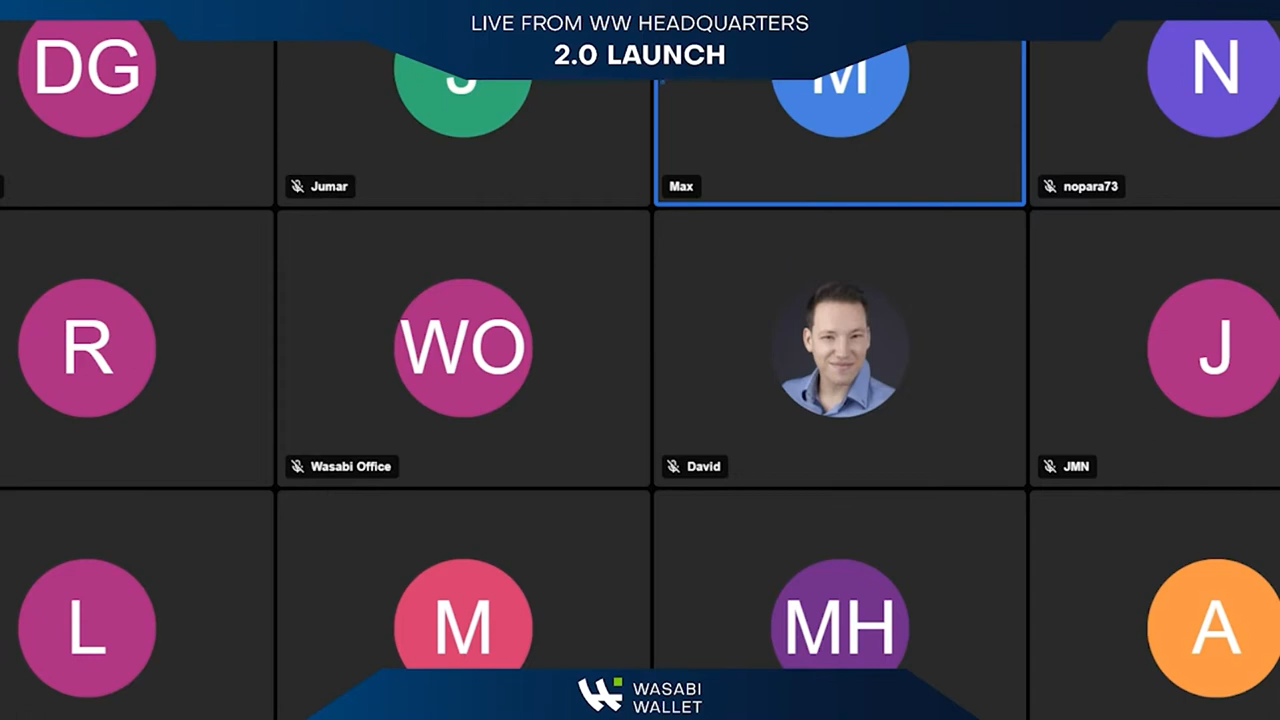 LIVE FROM WW HEADQUARTERS
2.0 LAUNCH
DG
J
M
N
Jumar
Max
nopara73
R
WO
J
Wasabi Office
David
JMN
L
M
MH
A
WASABI
WALLET